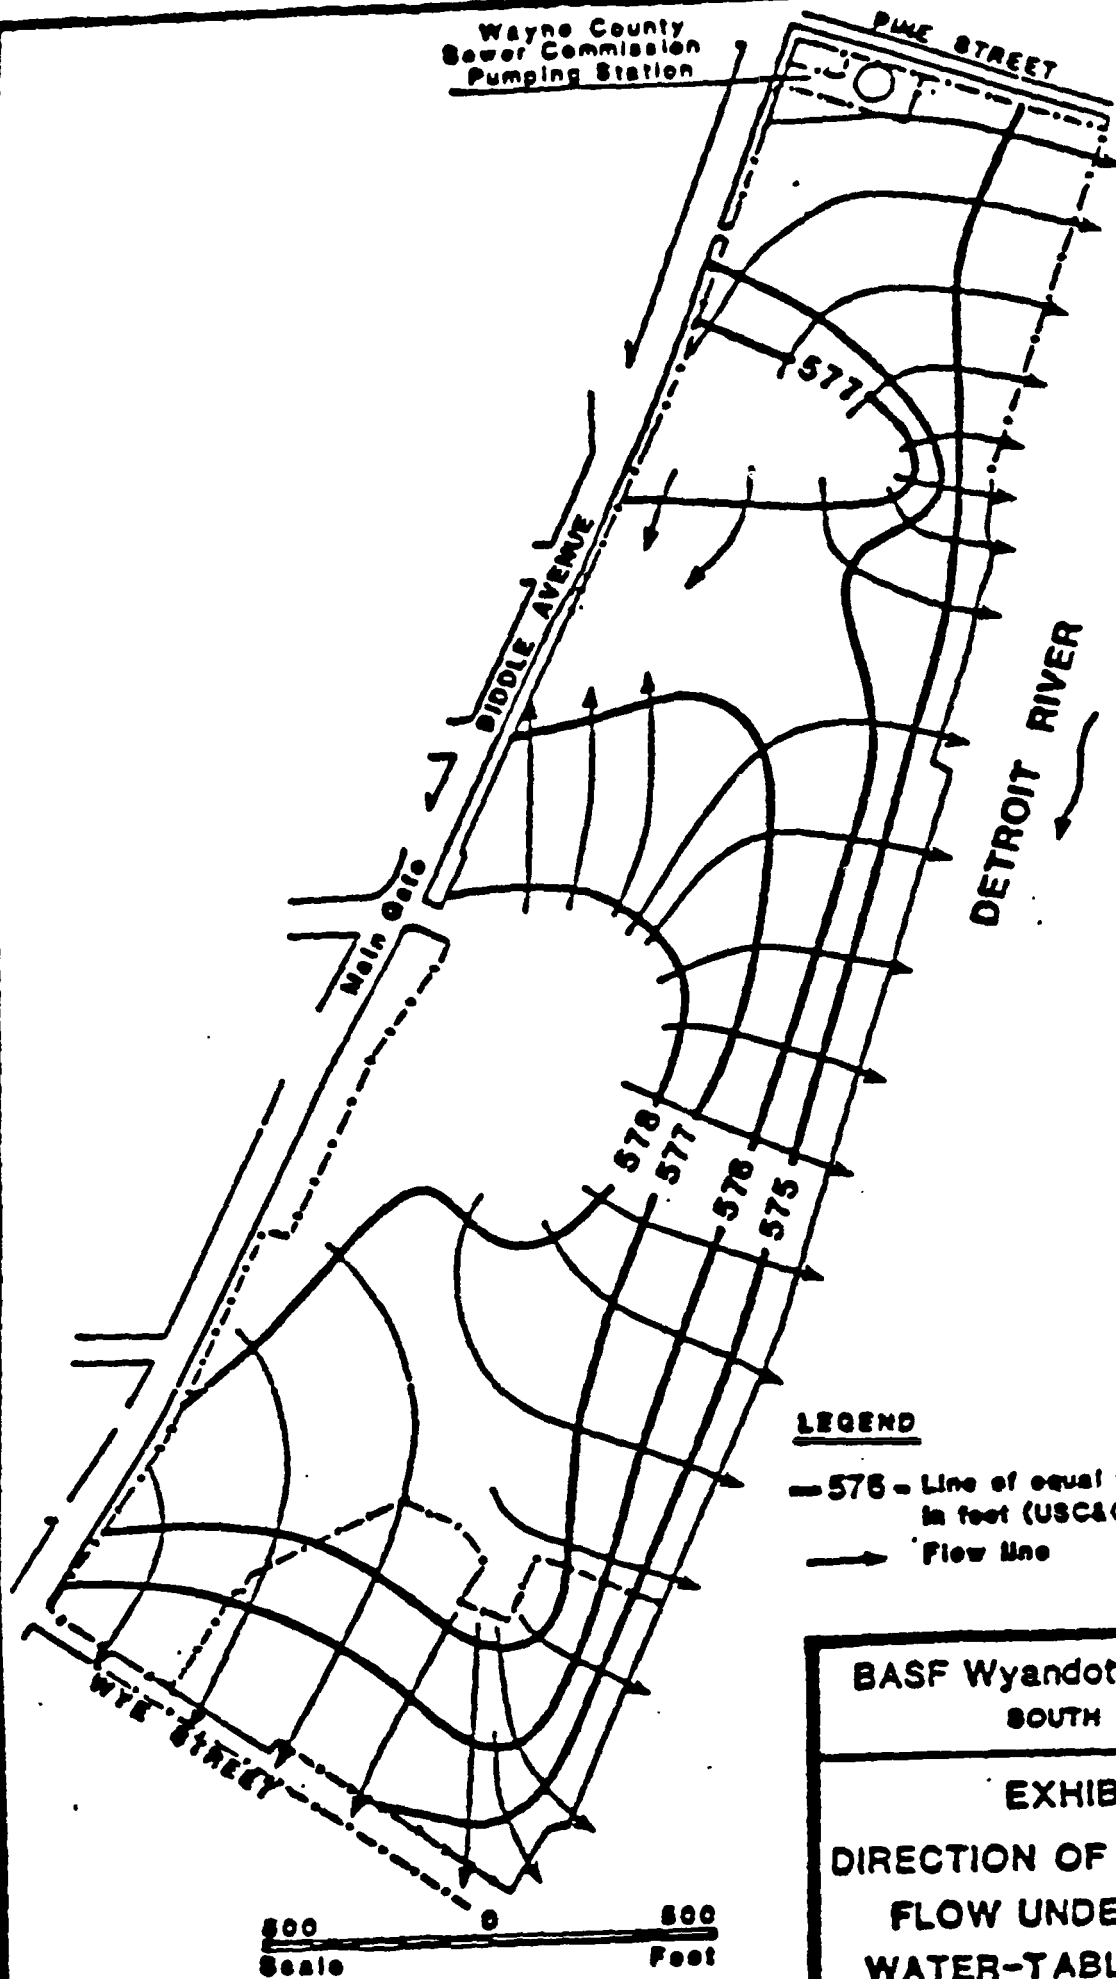 Wayne County
Sewer Commission
Pumping Station
PINE STREET
577
BIDDLE AVENUE
DETROIT RIVER
Main Gate
578
577
576
575
LEGEND
— 576 – Line of equal
in feet (USC&
Flow line
WYE STREET
BASF Wyandot
SOUTH
EXHIB
DIRECTION OF
FLOW UNDE
WATER-TABL
500 0 500
Scale Feet